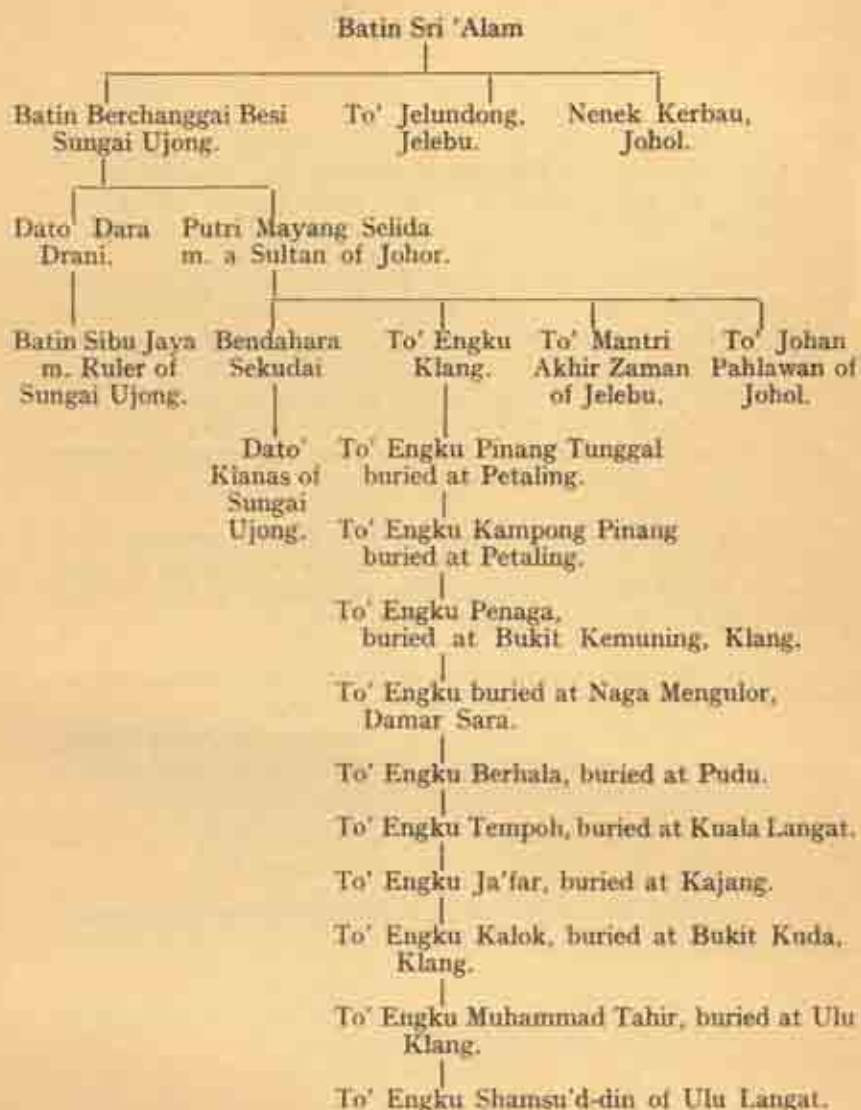 Batin Sri 'Alam
Batin Berchanggai Besi
Sungai Ujong.
To' Jelundong,
Jelebu.
Nenek Kerbau,
Johol.
Dato' Dara
Drani.
Putri Mayang Selida
m. a Sultan of Johor.
Batin Sibu Jaya
m. Ruler of
Sungai Ujong.
Bendahara
Sekudai
To' Engku
Klang.
To' Mantri
Akhir Zaman
of Jelebu.
To' Johan
Pahlawan of
Johol.
Dato'
Klanas of
Sungai
Ujong.
To' Engku Pinang Tunggal
buried at Petaling.
To' Engku Kampong Pinang
buried at Petaling.
To' Engku Penaga,
buried at Bukit Kemuning, Klang.
To' Engku buried at Naga Mengulor,
Damar Sara.
To' Engku Berhala, buried at Pudu.
To' Engku Tempoh, buried at Kuala Langat.
To' Engku Ja'far, buried at Kajang.
To' Engku Kalok, buried at Bukit Kuda,
Klang.
To' Engku Muhammad Tahir, buried at Ulu
Klang.
To' Engku Shamsu'd-din of Ulu Langat.